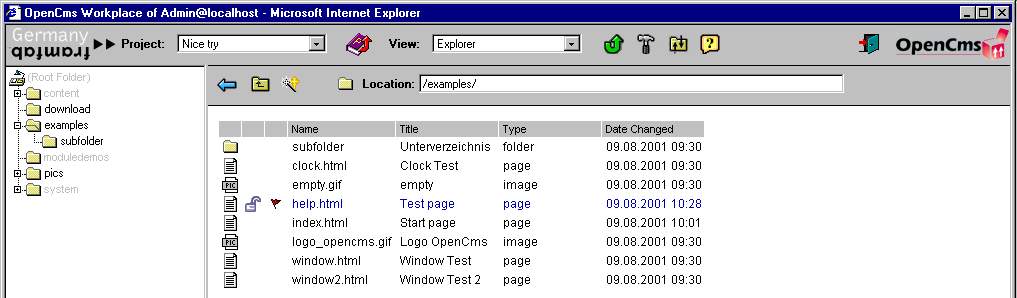 OpenCms Workplace of Admin@localhost - Microsoft Internet Explorer
Germany
framfab
Project: Nice try View: Explorer OpenCms
(Root Folder)
content
download
examples
subfolder
moduledemos
pics
system
Location: /examples/
Name Title Type Date Changed
subfolder Unterverzeichnis folder 09.08.2001 09:30
clock.html Clock Test page 09.08.2001 09:30
PIC empty.gif empty image 09.08.2001 09:30
help.html Test page page 09.08.2001 10:28
index.html Start page page 09.08.2001 10:01
PIC logo_opencms.gif Logo OpenCms image 09.08.2001 09:30
window.html Window Test page 09.08.2001 09:30
window2.html Window Test 2 page 09.08.2001 09:30